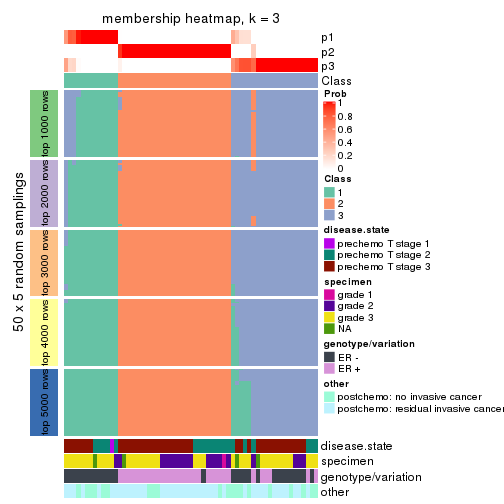 membership heatmap, k = 3
p1
p2
p3
Class
50 x 5 random samplings
top 1000 rows
top 2000 rows
top 3000 rows
top 4000 rows
top 5000 rows
Prob
1
0.8
0.6
0.4
0.2
0
Class
1
2
3
disease.state
prechemo T stage 1
prechemo T stage 2
prechemo T stage 3
specimen
grade 1
grade 2
grade 3
NA
genotype/variation
ER -
ER +
other
postchemo: no invasive cancer
postchemo: residual invasive cancer
disease.state
specimen
genotype/variation
other